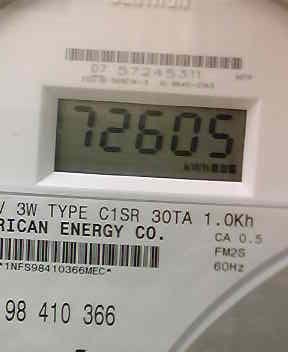 07 57245311
72605
kWh
V 3W TYPE C1SR 30TA 1.0Kh
RICAN ENERGY CO.
CA 0.5
FM2S
60Hz
*1NFS98410366MEC*
98 410 366